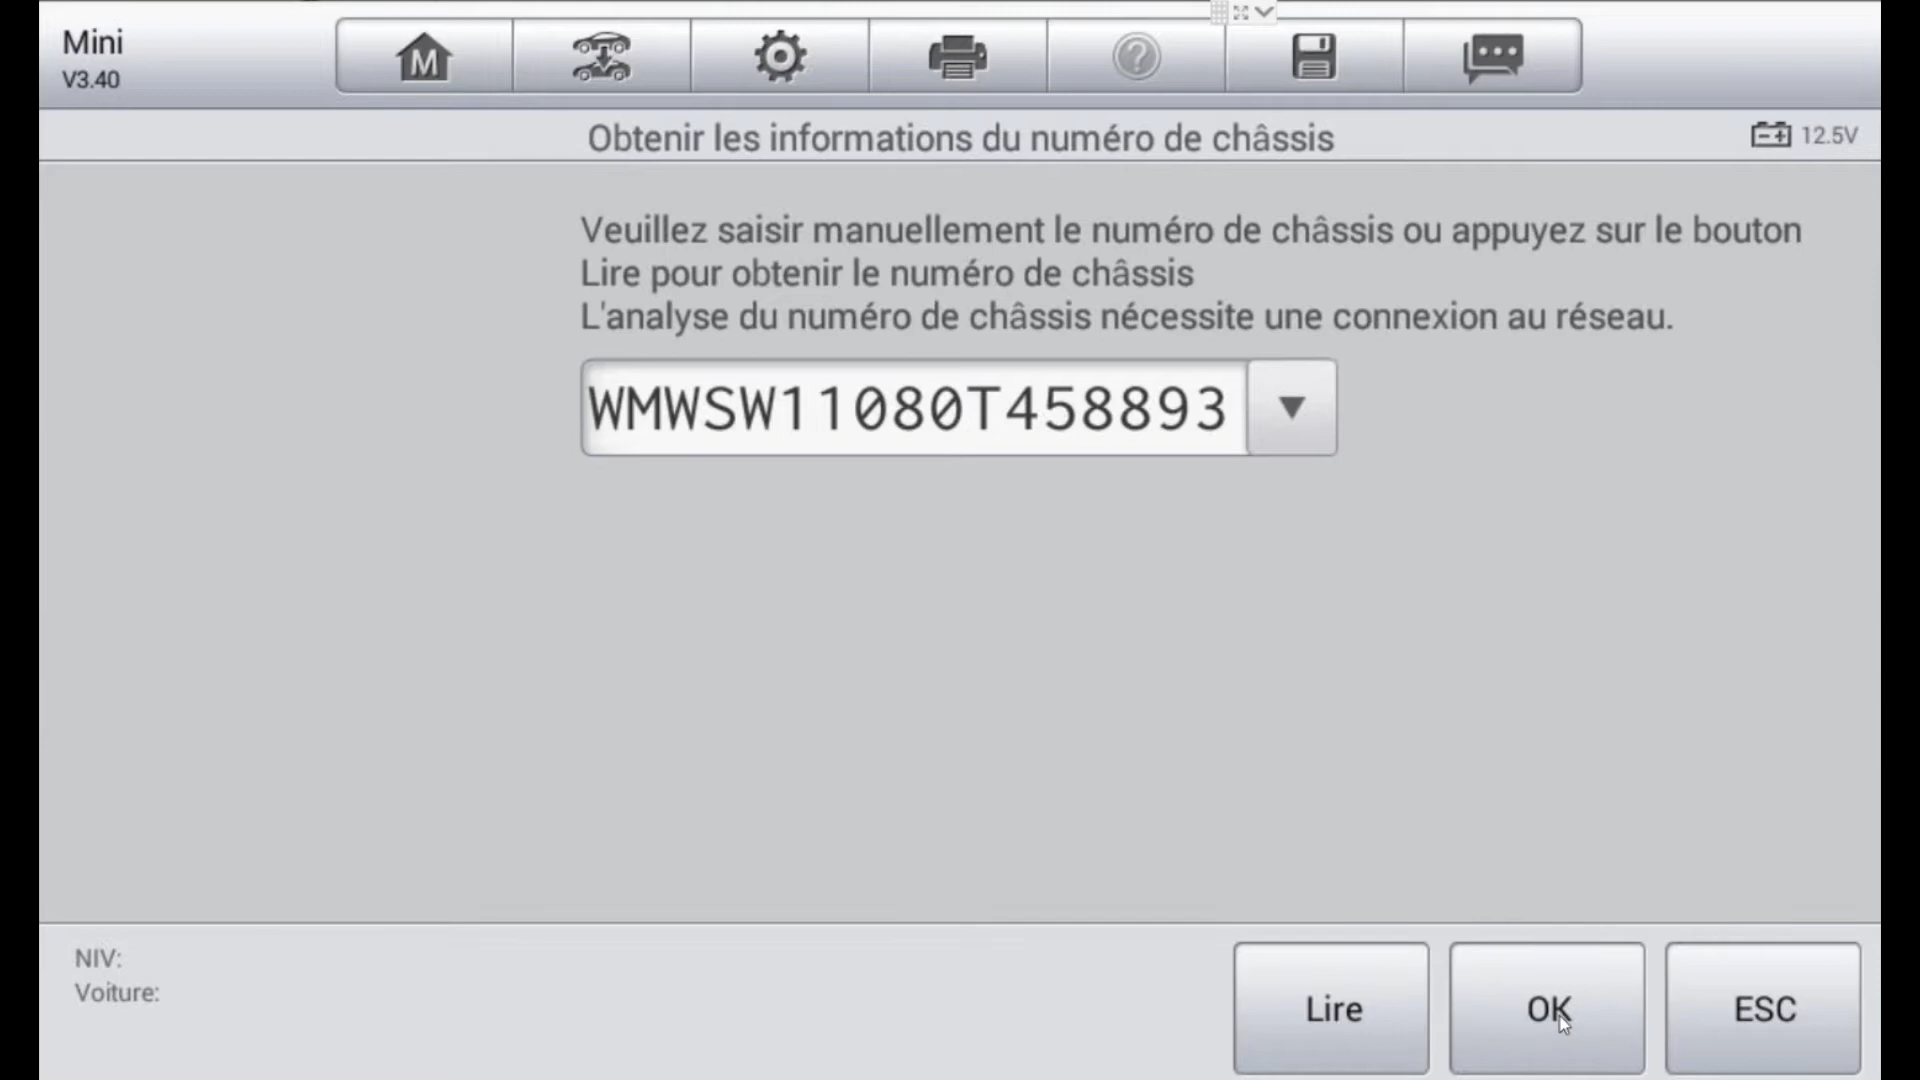 Mini
V3.40
M
Obtenir les informations du numéro de châssis
12.5V
Veuillez saisir manuellement le numéro de châssis ou appuyez sur le bouton
Lire pour obtenir le numéro de châssis
L'analyse du numéro de châssis nécessite une connexion au réseau.
WMWSW11080T458893
NIV:
Voiture:
Lire
OK
ESC